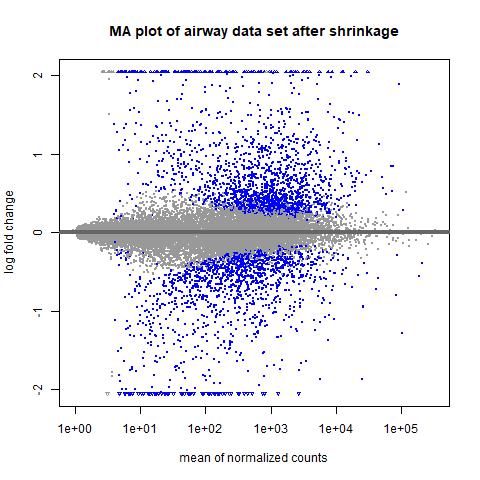 MA plot of airway data set after shrinkage
log fold change
2
1
0
-1
-2
1e+00 1e+01 1e+02 1e+03 1e+04 1e+05
mean of normalized counts